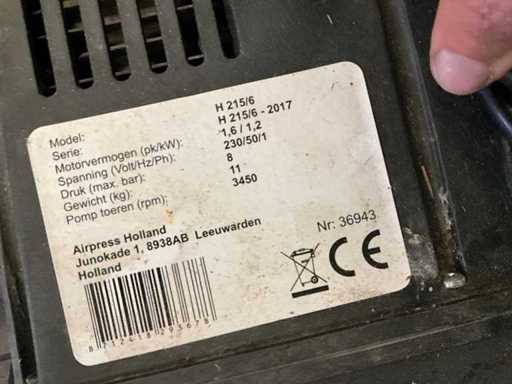 Model: H 215/6
Serie: H 215/6 - 2017
Motorvermogen (pk/kW): 1,6 / 1,2
Spanning (Volt/Hz/Ph): 230/50/1
Druk (max. bar): 8
Gewicht (kg): 11
Pomp toeren (rpm): 3450
Airpress Holland
Junokade 1, 8938AB Leeuwarden
Holland
Nr: 36943
CE